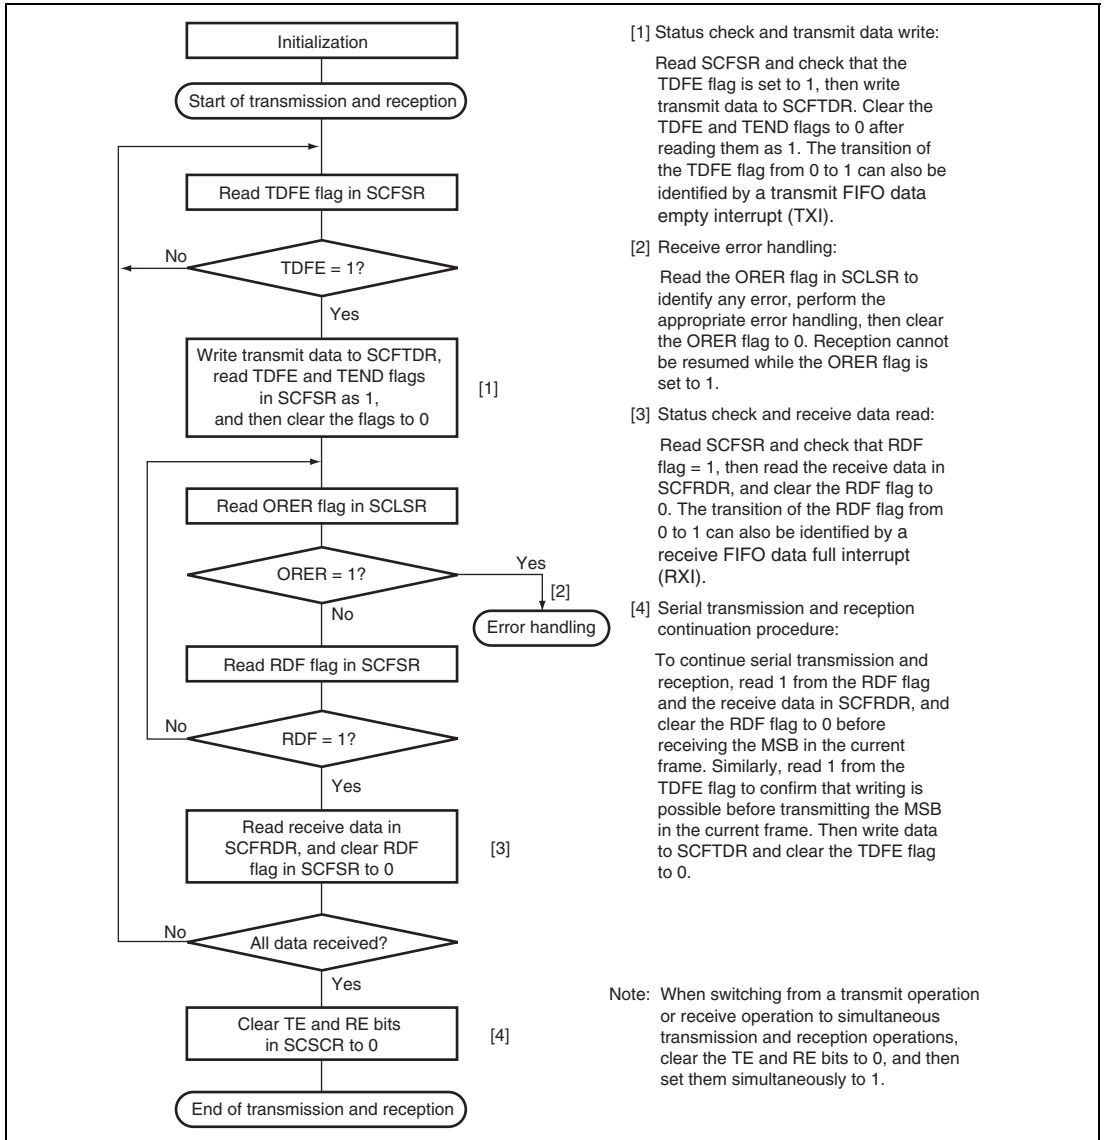 Initialization
Start of transmission and reception
Read TDFE flag in SCFSR
No
TDFE = 1?
Yes
Write transmit data to SCFTDR,
read TDFE and TEND flags
in SCFSR as 1,
and then clear the flags to 0
[1]
Read ORER flag in SCLSR
ORER = 1?
Yes
[2]
No
Error handling
Read RDF flag in SCFSR
No
RDF = 1?
Yes
Read receive data in
SCFRDR, and clear RDF
flag in SCFSR to 0
[3]
No
All data received?
Yes
Clear TE and RE bits
in SCSCR to 0
[4]
End of transmission and reception
[1] Status check and transmit data write:
Read SCFSR and check that the
TDFE flag is set to 1, then write
transmit data to SCFTDR. Clear the
TDFE and TEND flags to 0 after
reading them as 1. The transition of
the TDFE flag from 0 to 1 can also be
identified by a transmit FIFO data
empty interrupt (TXI).
[2] Receive error handling:
Read the ORER flag in SCLSR to
identify any error, perform the
appropriate error handling, then clear
the ORER flag to 0. Reception cannot
be resumed while the ORER flag is
set to 1.
[3] Status check and receive data read:
Read SCFSR and check that RDF
flag = 1, then read the receive data in
SCFRDR, and clear the RDF flag to
0. The transition of the RDF flag from
0 to 1 can also be identified by a
receive FIFO data full interrupt
(RXI).
[4] Serial transmission and reception
continuation procedure:
To continue serial transmission and
reception, read 1 from the RDF flag
and the receive data in SCFRDR, and
clear the RDF flag to 0 before
receiving the MSB in the current
frame. Similarly, read 1 from the
TDFE flag to confirm that writing is
possible before transmitting the MSB
in the current frame. Then write data
to SCFTDR and clear the TDFE flag
to 0.
Note: When switching from a transmit operation
or receive operation to simultaneous
transmission and reception operations,
clear the TE and RE bits to 0, and then
set them simultaneously to 1.